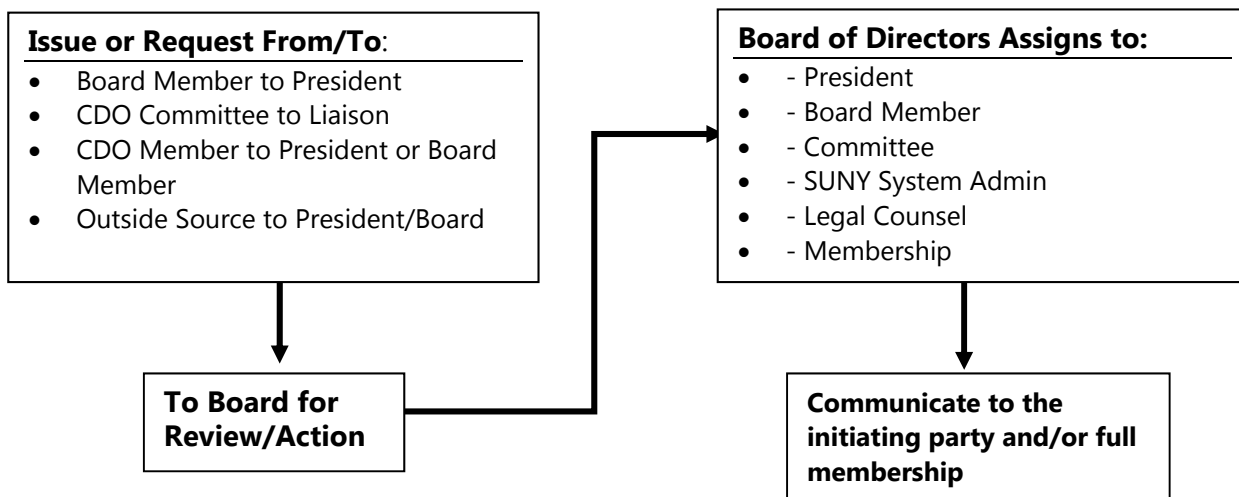 Issue or Request From/To:
• Board Member to President
• CDO Committee to Liaison
• CDO Member to President or Board
Member
• Outside Source to President/Board
To Board for
Review/Action
Board of Directors Assigns to:
• - President
• - Board Member
• - Committee
• - SUNY System Admin
• - Legal Counsel
• - Membership
Communicate to the
initiating party and/or full
membership